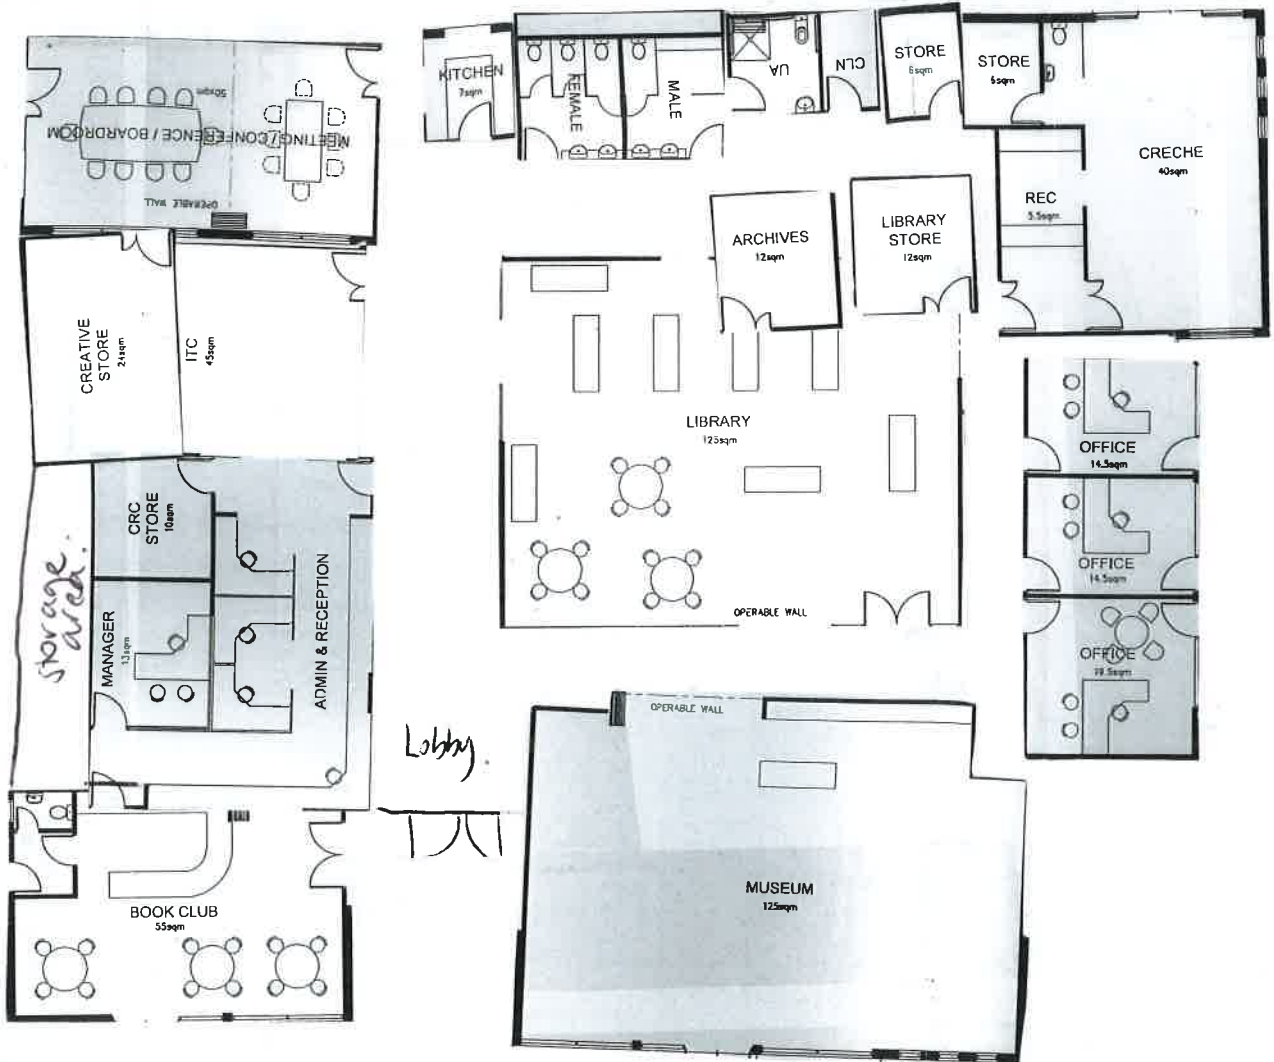 KITCHEN
7sqm
FEMALE
MALE
UA
CLN
STORE
6sqm
STORE
6sqm
CRECHE
40sqm
REC
5.5sqm
50sqm
MEETING / CONFERENCE / BOARDROOM
OPERABLE WALL
ARCHIVES
12sqm
LIBRARY
STORE
12sqm
CREATIVE
STORE
24sqm
ITC
45sqm
LIBRARY
125sqm
OPERABLE WALL
OFFICE
14.5sqm
OFFICE
14.5sqm
OFFICE
19.5sqm
CRC
STORE
10sqm
storage
area.
MANAGER
13sqm
ADMIN & RECEPTION
Lobby.
OPERABLE WALL
MUSEUM
125sqm
BOOK CLUB
55sqm